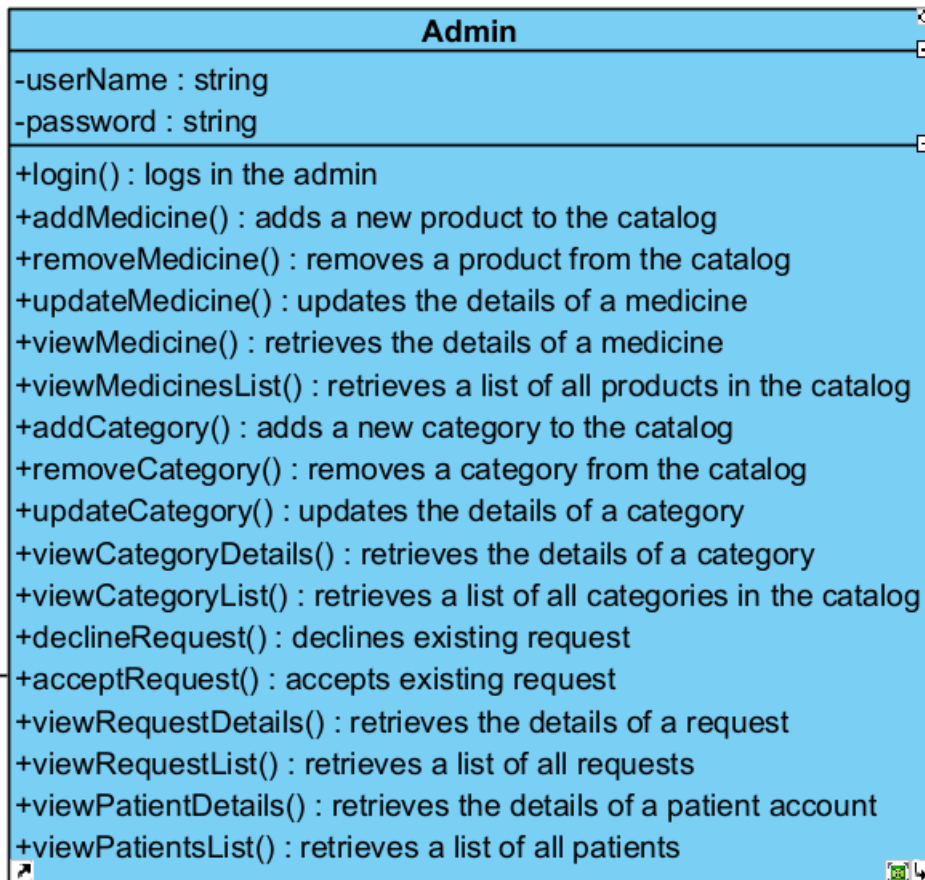 Admin
-userName : string
-password : string
+login() : logs in the admin
+addMedicine() : adds a new product to the catalog
+removeMedicine() : removes a product from the catalog
+updateMedicine() : updates the details of a medicine
+viewMedicine() : retrieves the details of a medicine
+viewMedicinesList() : retrieves a list of all products in the catalog
+addCategory() : adds a new category to the catalog
+removeCategory() : removes a category from the catalog
+updateCategory() : updates the details of a category
+viewCategoryDetails() : retrieves the details of a category
+viewCategoryList() : retrieves a list of all categories in the catalog
+declineRequest() : declines existing request
+acceptRequest() : accepts existing request
+viewRequestDetails() : retrieves the details of a request
+viewRequestList() : retrieves a list of all requests
+viewPatientDetails() : retrieves the details of a patient account
+viewPatientsList() : retrieves a list of all patients